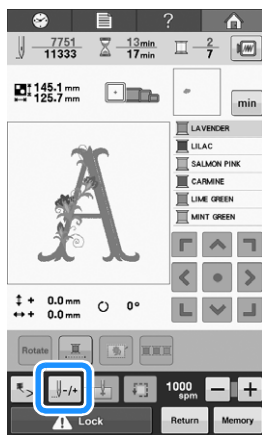 ?
7751 13min 2
11333 17min 7
145.1 mm
125.7 mm
min
LAVENDER
LILAC
SALMON PINK
CARMINE
LIME GREEN
MINT GREEN
A
+ 0.0 mm 0°
+ 0.0 mm
Rotate
-/+ 1000 spm - +
Lock Return Memory